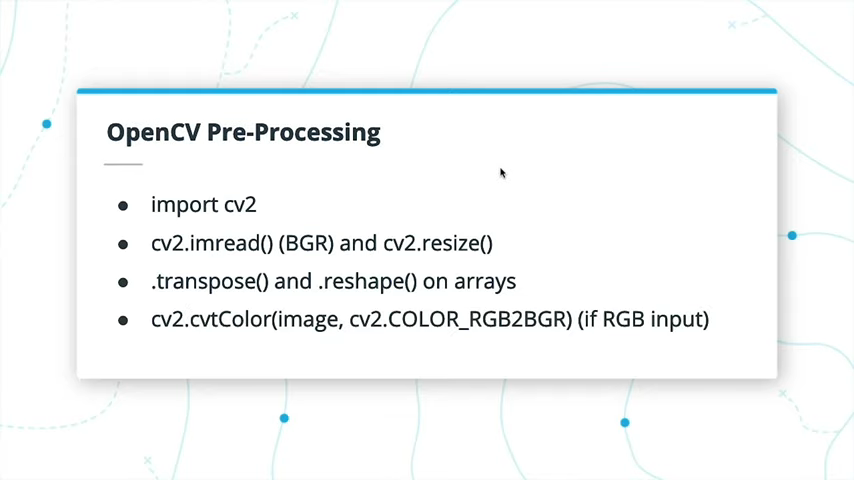 OpenCV Pre-Processing
● import cv2
● cv2.imread() (BGR) and cv2.resize()
● .transpose() and .reshape() on arrays
● cv2.cvtColor(image, cv2.COLOR_RGB2BGR) (if RGB input)